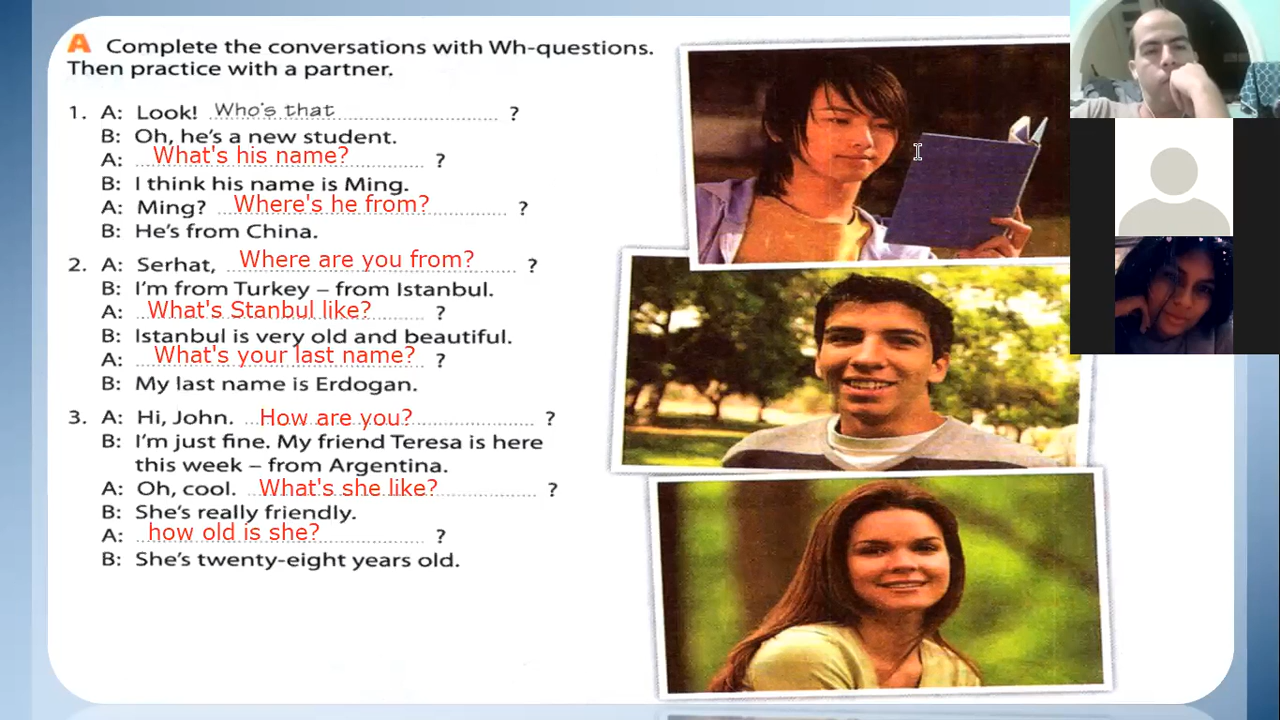 A Complete the conversations with Wh-questions.
Then practice with a partner.
1. A: Look! Who's that ?
B: Oh, he's a new student.
A: What's his name? ?
B: I think his name is Ming.
A: Ming? Where's he from? ?
B: He's from China.
2. A: Serhat, Where are you from? ?
B: I'm from Turkey – from Istanbul.
A: What's Stanbul like? ?
B: Istanbul is very old and beautiful.
A: What's your last name? ?
B: My last name is Erdogan.
3. A: Hi, John. How are you? ?
B: I'm just fine. My friend Teresa is here
this week – from Argentina.
A: Oh, cool. What's she like? ?
B: She's really friendly.
A: how old is she? ?
B: She's twenty-eight years old.